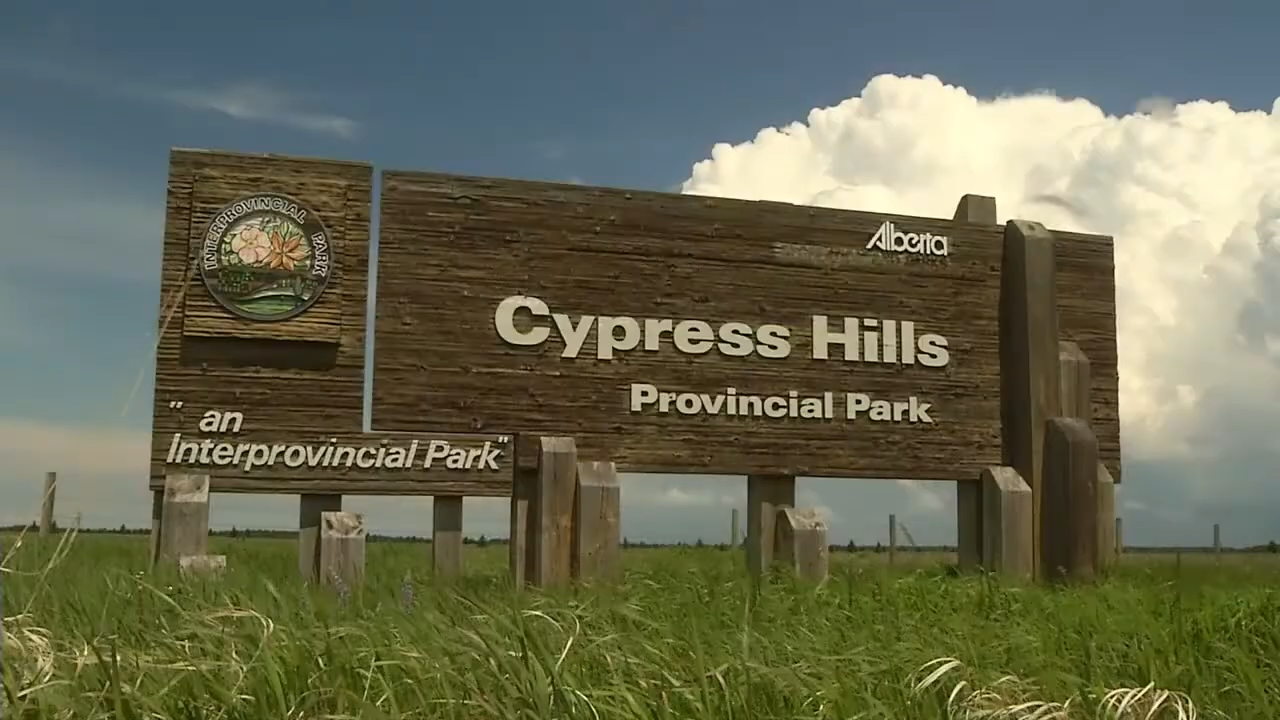 INTERPROVINCIAL PARK
" an
Interprovincial Park"
Alberta
Cypress Hills
Provincial Park